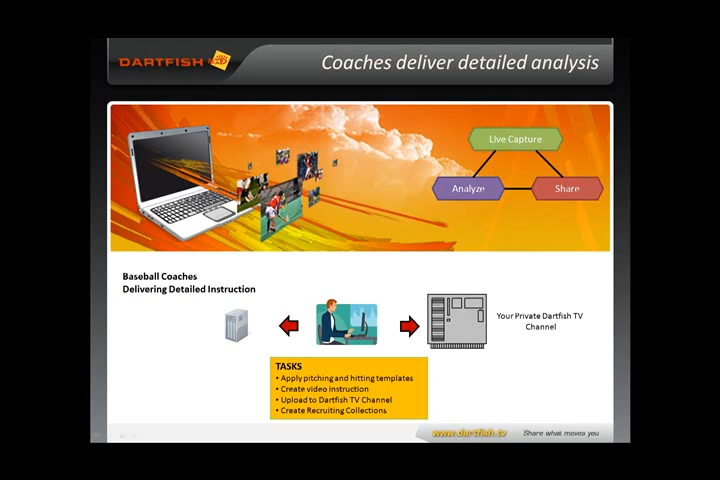 DARTFISH
Coaches deliver detailed analysis
Live Capture
Analyze
Share
Baseball Coaches
Delivering Detailed Instruction
Your Private Dartfish TV
Channel
TASKS
• Apply pitching and hitting templates
• Create video instruction
• Upload to Dartfish TV Channel
• Create Recruiting Collections
www.dartfish.tv
Share what moves you